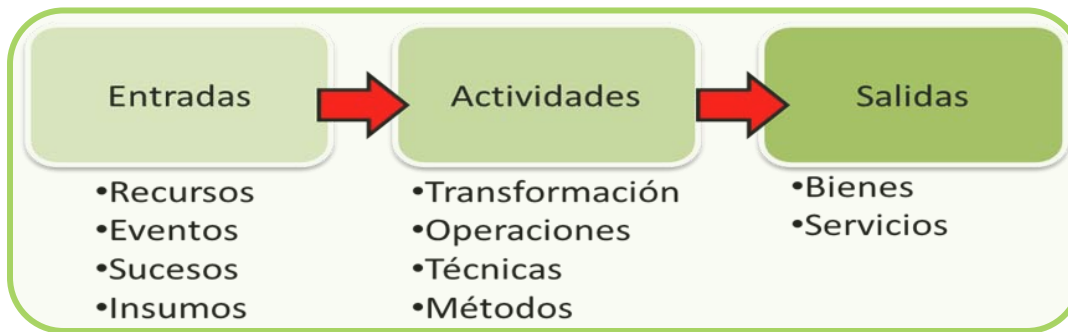 Entradas
Actividades
Salidas
•Recursos
•Eventos
•Sucesos
•Insumos
•Transformación
•Operaciones
•Técnicas
•Métodos
•Bienes
•Servicios